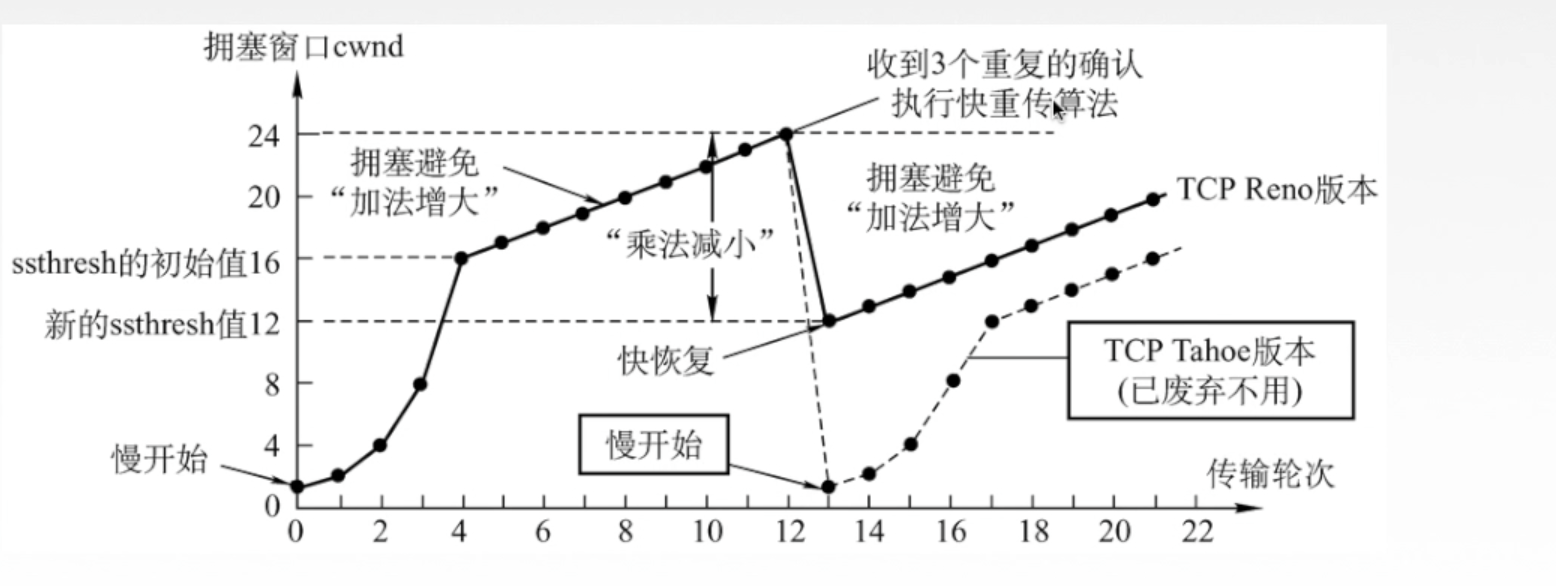 拥塞窗口cwnd
收到3个重复的确认
执行快重传算法
24
拥塞避免
“加法增大”
拥塞避免
“加法增大”
20
TCP Reno版本
“乘法减小”
ssthresh的初始值16
新的ssthresh值12
快恢复
TCP Tahoe版本
(已废弃不用)
8
慢开始
4
慢开始
传输轮次
0
0 2 4 6 8 10 12 14 16 18 20 22